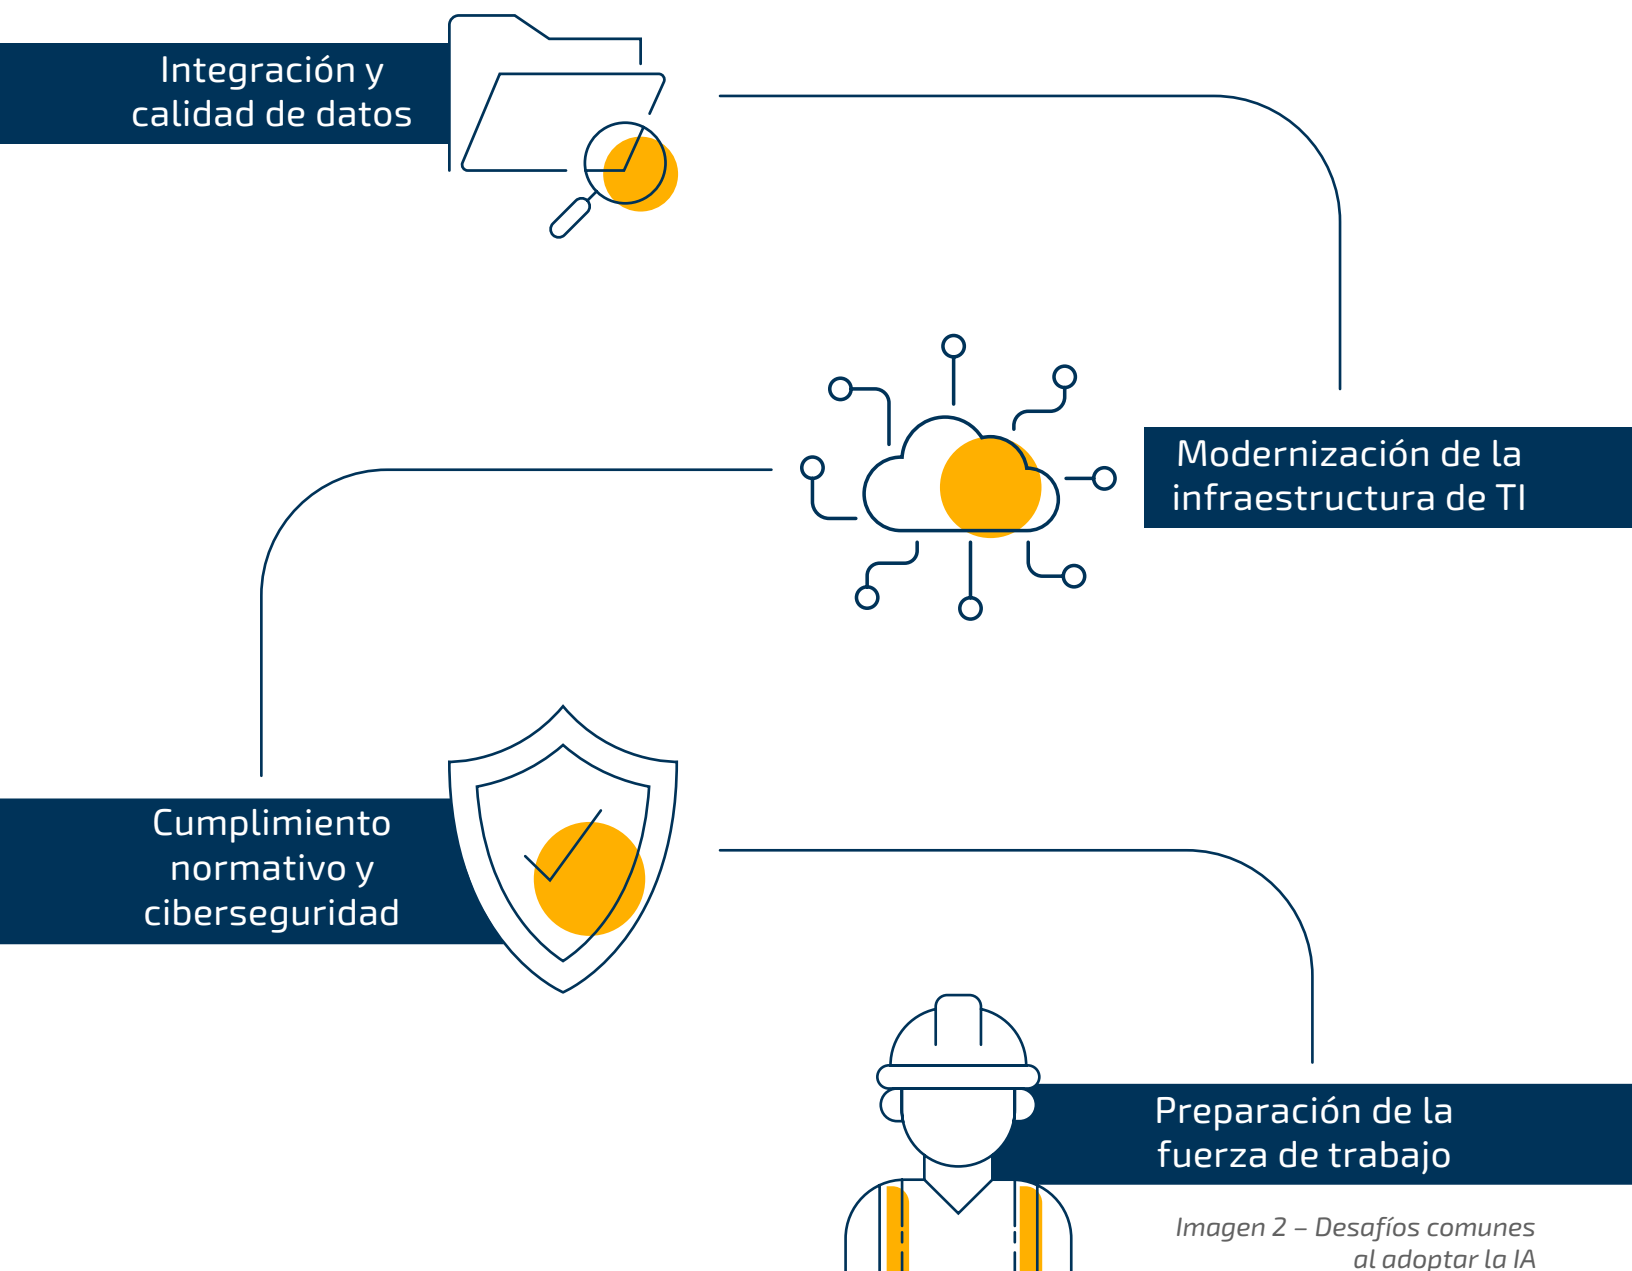 Integración y
calidad de datos
Modernización de la
infraestructura de TI
Cumplimiento
normativo y
ciberseguridad
Preparación de la
fuerza de trabajo
Imagen 2 – Desafíos comunes
al adoptar la IA